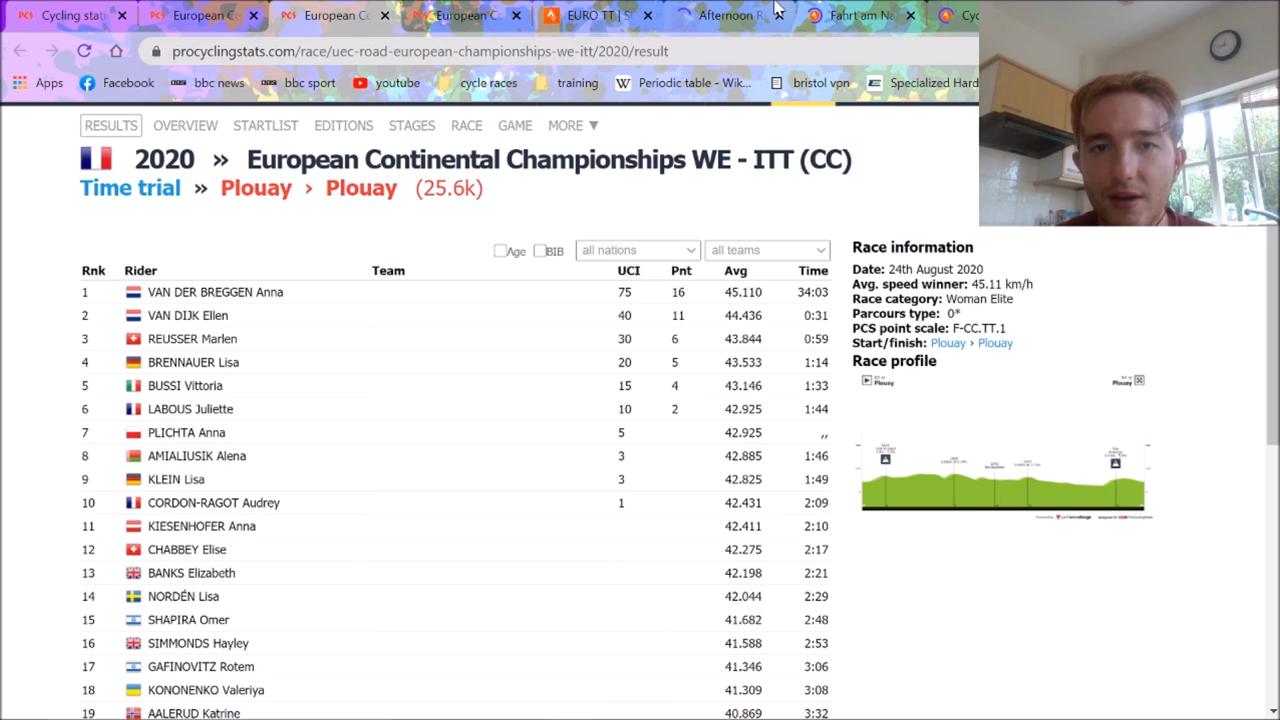 PCS Cycling stati
PCS European C
PCS European Co
PCS European C
EURO TT | S
Afternoon R
Fahrt am Na
Cyc
procyclingstats.com/race/uec-road-european-championships-we-itt/2020/result
Apps Facebook bbc news bbc sport youtube cycle races training W Periodic table - Wik... bristol vpn Specialized Hard
RESULTS OVERVIEW STARTLIST EDITIONS STAGES RACE GAME MORE ▼
2020 » European Continental Championships WE - ITT (CC)
Time trial » Plouay › Plouay (25.6k)
Age BIB all nations all teams
Rnk Rider Team UCI Pnt Avg Time
1 VAN DER BREGGEN Anna 75 16 45.110 34:03
2 VAN DIJK Ellen 40 11 44.436 0:31
3 REUSSER Marlen 30 6 43.844 0:59
4 BRENNAUER Lisa 20 5 43.533 1:14
5 BUSSI Vittoria 15 4 43.146 1:33
6 LABOUS Juliette 10 2 42.925 1:44
7 PLICHTA Anna 5 42.925 ,,
8 AMIALIUSIK Alena 3 42.885 1:46
9 KLEIN Lisa 3 42.825 1:49
10 CORDON-RAGOT Audrey 1 42.431 2:09
11 KIESENHOFER Anna 42.411 2:10
12 CHABBEY Elise 42.275 2:17
13 BANKS Elizabeth 42.198 2:21
14 NORDÉN Lisa 42.044 2:29
15 SHAPIRA Omer 41.682 2:48
16 SIMMONDS Hayley 41.588 2:53
17 GAFINOVITZ Rotem 41.346 3:06
18 KONONENKO Valeriya 41.309 3:08
19 AALERUD Katrine 40.869 3:32
Race information
Date: 24th August 2020
Avg. speed winner: 45.11 km/h
Race category: Woman Elite
Parcours type: 0*
PCS point scale: F-CC.TT.1
Start/finish: Plouay › Plouay
Race profile
Plouay
Plouay